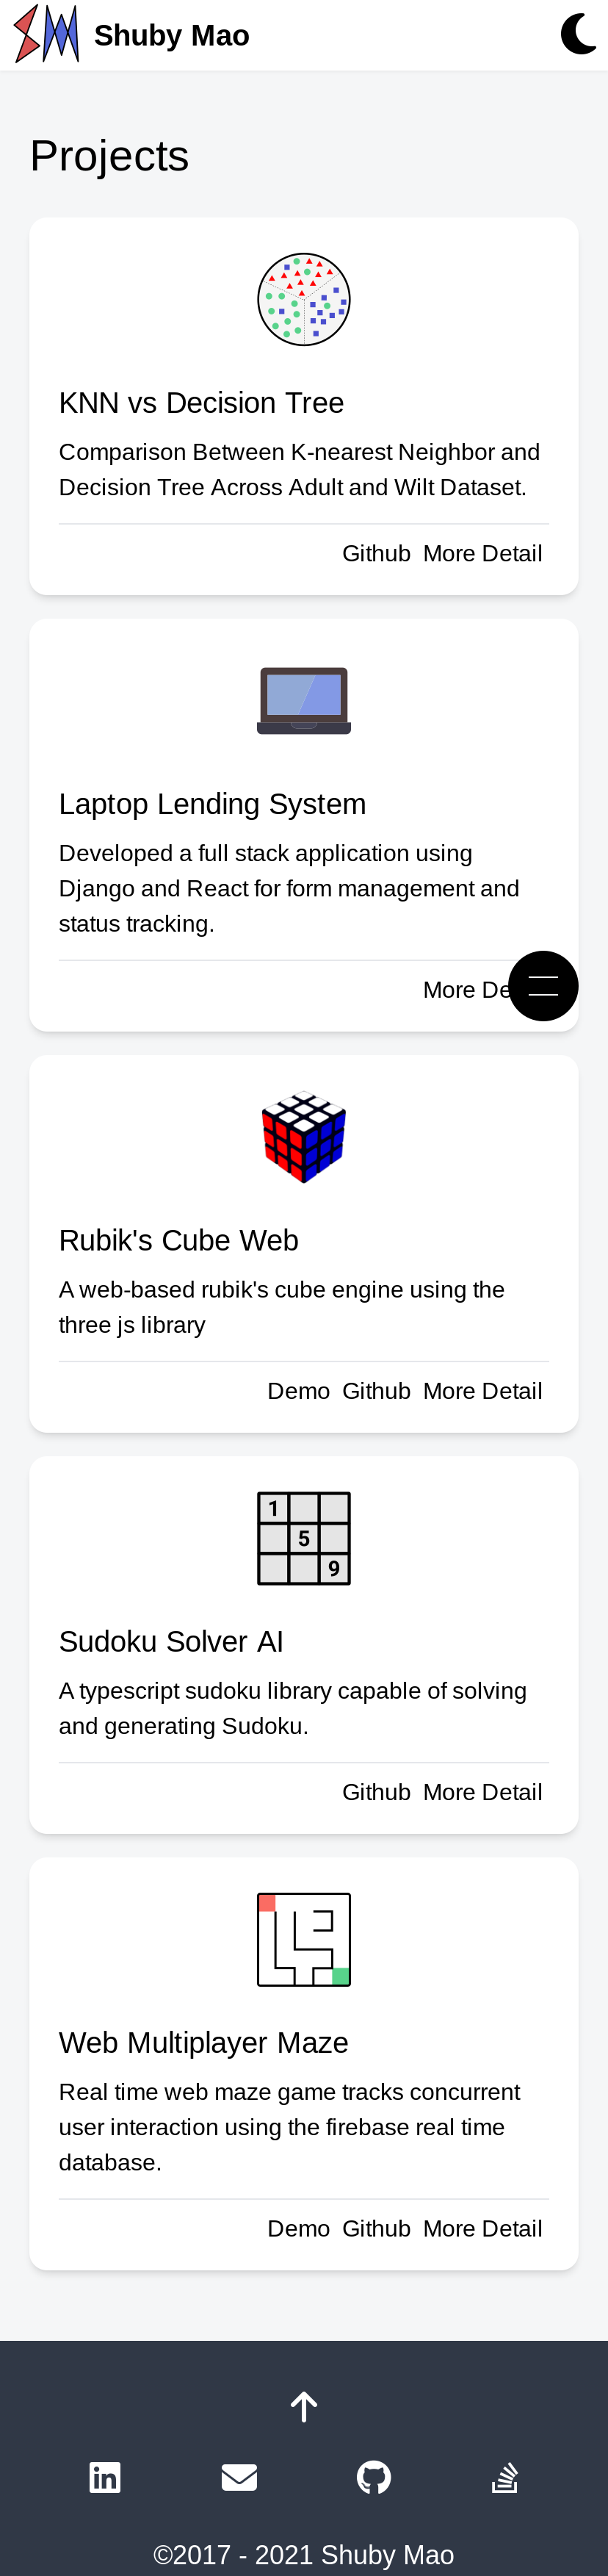 SM Shuby Mao
Projects
KNN vs Decision Tree
Comparison Between K-nearest Neighbor and
Decision Tree Across Adult and Wilt Dataset.
Github More Detail
Laptop Lending System
Developed a full stack application using
Django and React for form management and
status tracking.
More De
Rubik's Cube Web
A web-based rubik's cube engine using the
three js library
Demo Github More Detail
1
5
9
Sudoku Solver AI
A typescript sudoku library capable of solving
and generating Sudoku.
Github More Detail
Web Multiplayer Maze
Real time web maze game tracks concurrent
user interaction using the firebase real time
database.
Demo Github More Detail
in
©2017 - 2021 Shuby Mao